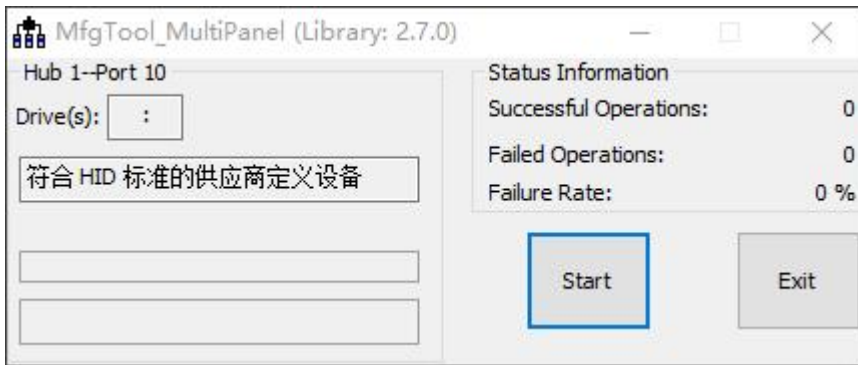 MfgTool_MultiPanel (Library: 2.7.0)
Hub 1--Port 10
Drive(s): :
符合 HID 标准的供应商定义设备
Status Information
Successful Operations: 0
Failed Operations: 0
Failure Rate: 0 %
Start
Exit